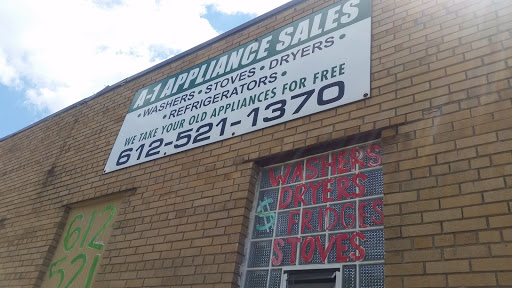 A-1 APPLIANCE SALES
• WASHERS • STOVES • DRYERS •
• REFRIGERATORS •
WE TAKE YOUR OLD APPLIANCES FOR FREE
612-521-1370
WASHERS
DRYERS
$ FRIDGES
STOVES
612
521